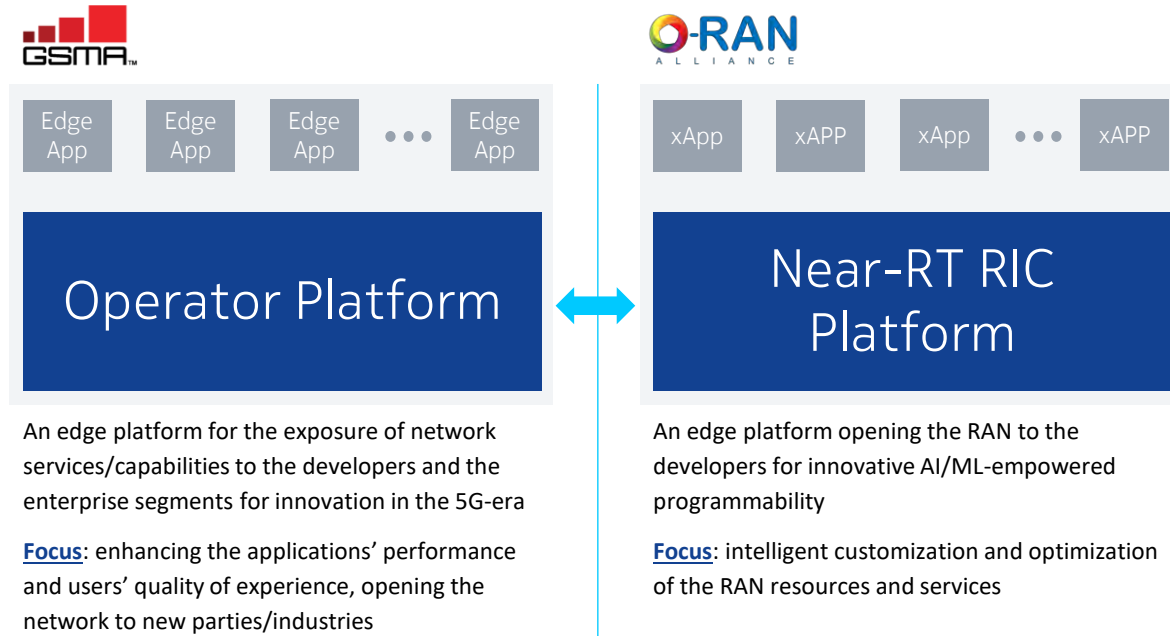 GSMA™
Edge
App
Edge
App
Edge
App
Edge
App
Operator Platform
An edge platform for the exposure of network
services/capabilities to the developers and the
enterprise segments for innovation in the 5G-era
Focus: enhancing the applications’ performance
and users’ quality of experience, opening the
network to new parties/industries
O-RAN
ALLIANCE
xApp
xAPP
xApp
xAPP
Near-RT RIC
Platform
An edge platform opening the RAN to the
developers for innovative AI/ML-empowered
programmability
Focus: intelligent customization and optimization
of the RAN resources and services